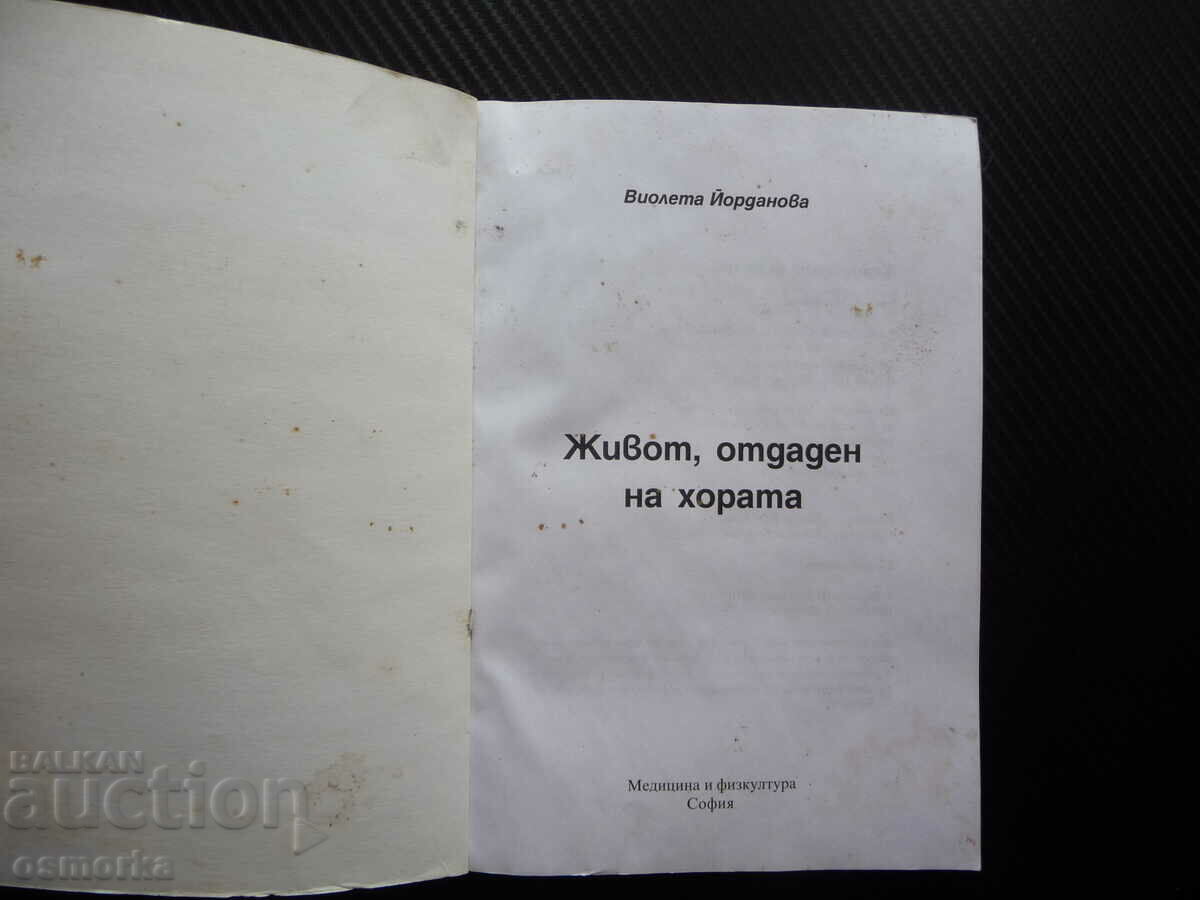 Виолета Йорданова
Живот, отдаден
на хората
Медицина и физкултура
София
BALKAN
auction
osmorka